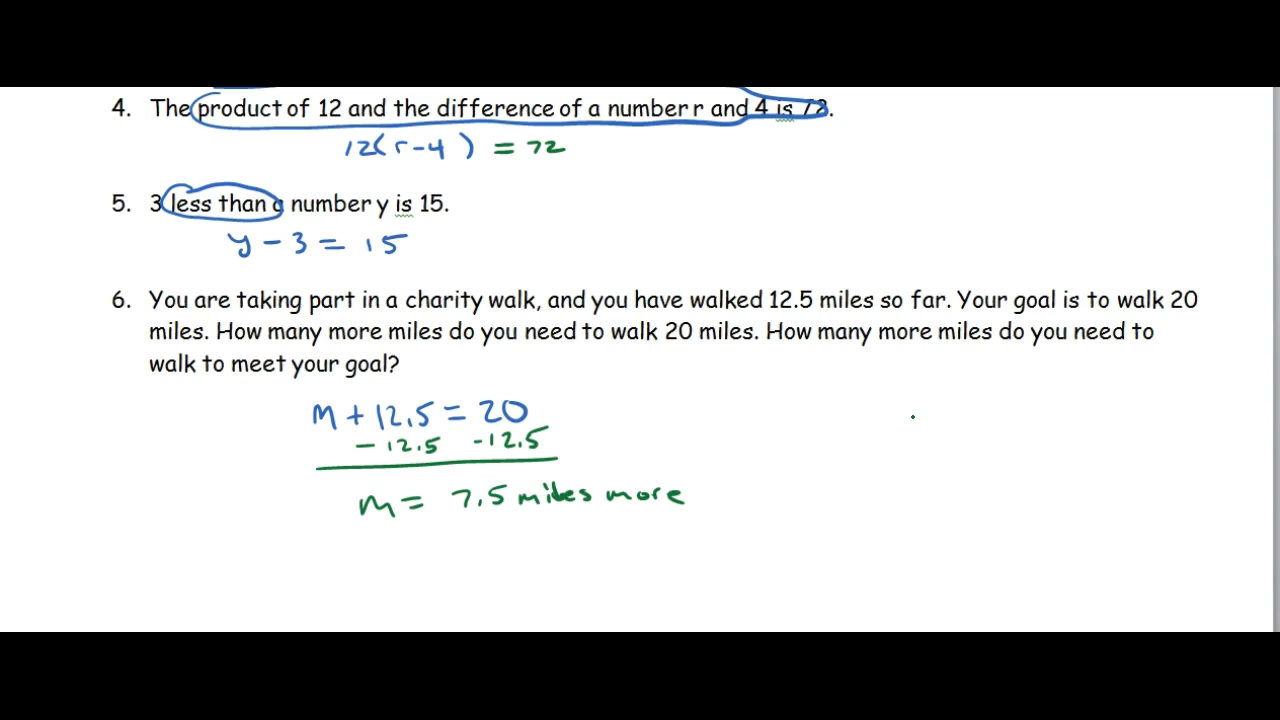 4. The product of 12 and the difference of a number r and 4 is 72.
12(r-4) = 72
5. 3 less than a number y is 15.
y - 3 = 15
6. You are taking part in a charity walk, and you have walked 12.5 miles so far. Your goal is to walk 20
miles. How many more miles do you need to walk 20 miles. How many more miles do you need to
walk to meet your goal?
m + 12.5 = 20
- 12.5 -12.5
m = 7.5 miles more